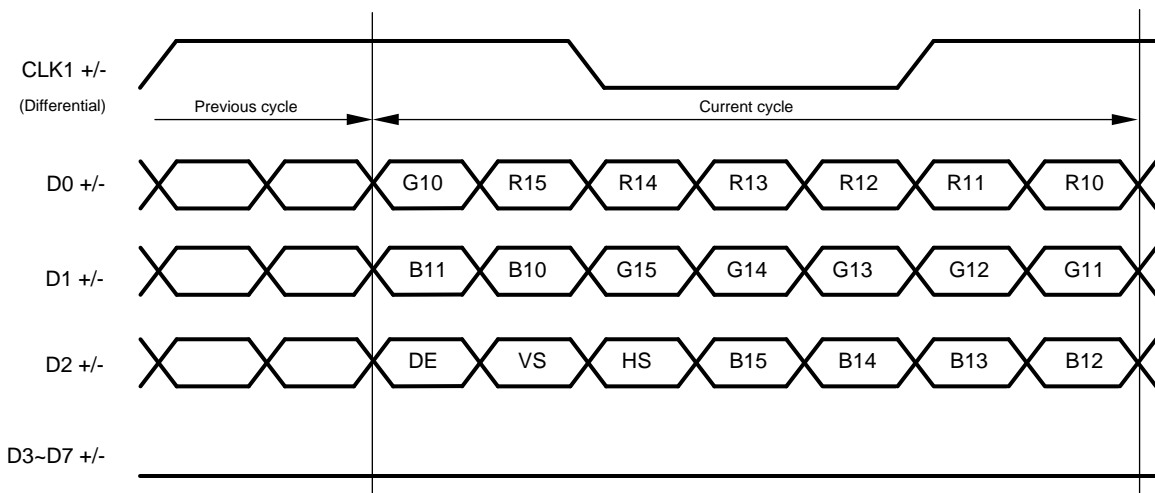 CLK1 +/-
(Differential)
Previous cycle
Current cycle
D0 +/-
G10 R15 R14 R13 R12 R11 R10
D1 +/-
B11 B10 G15 G14 G13 G12 G11
D2 +/-
DE VS HS B15 B14 B13 B12
D3~D7 +/-